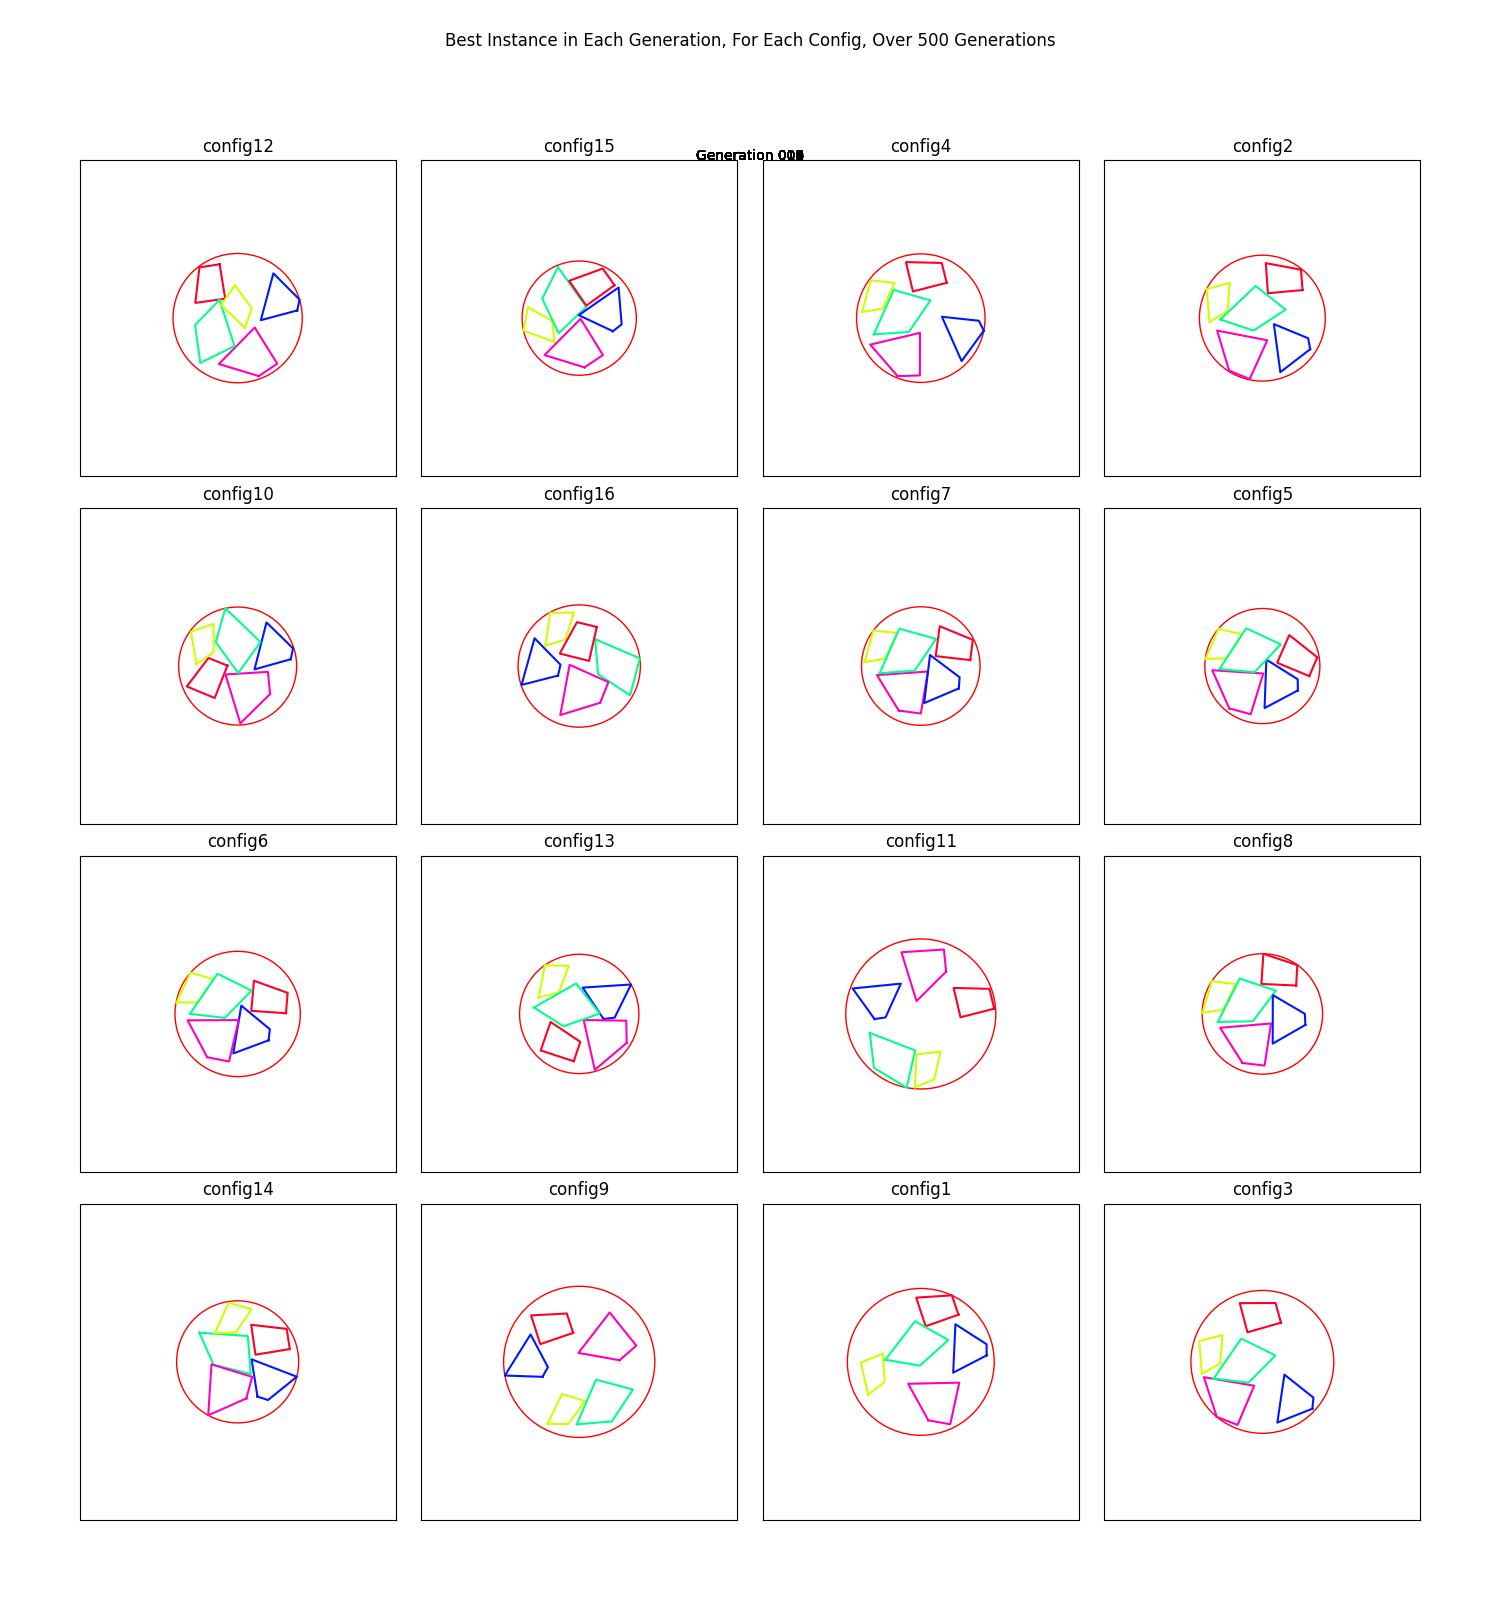 Best Instance in Each Generation, For Each Config, Over 500 Generations
config12
config15
Generation
config4
config2
config10
config16
config7
config5
config6
config13
config11
config8
config14
config9
config1
config3